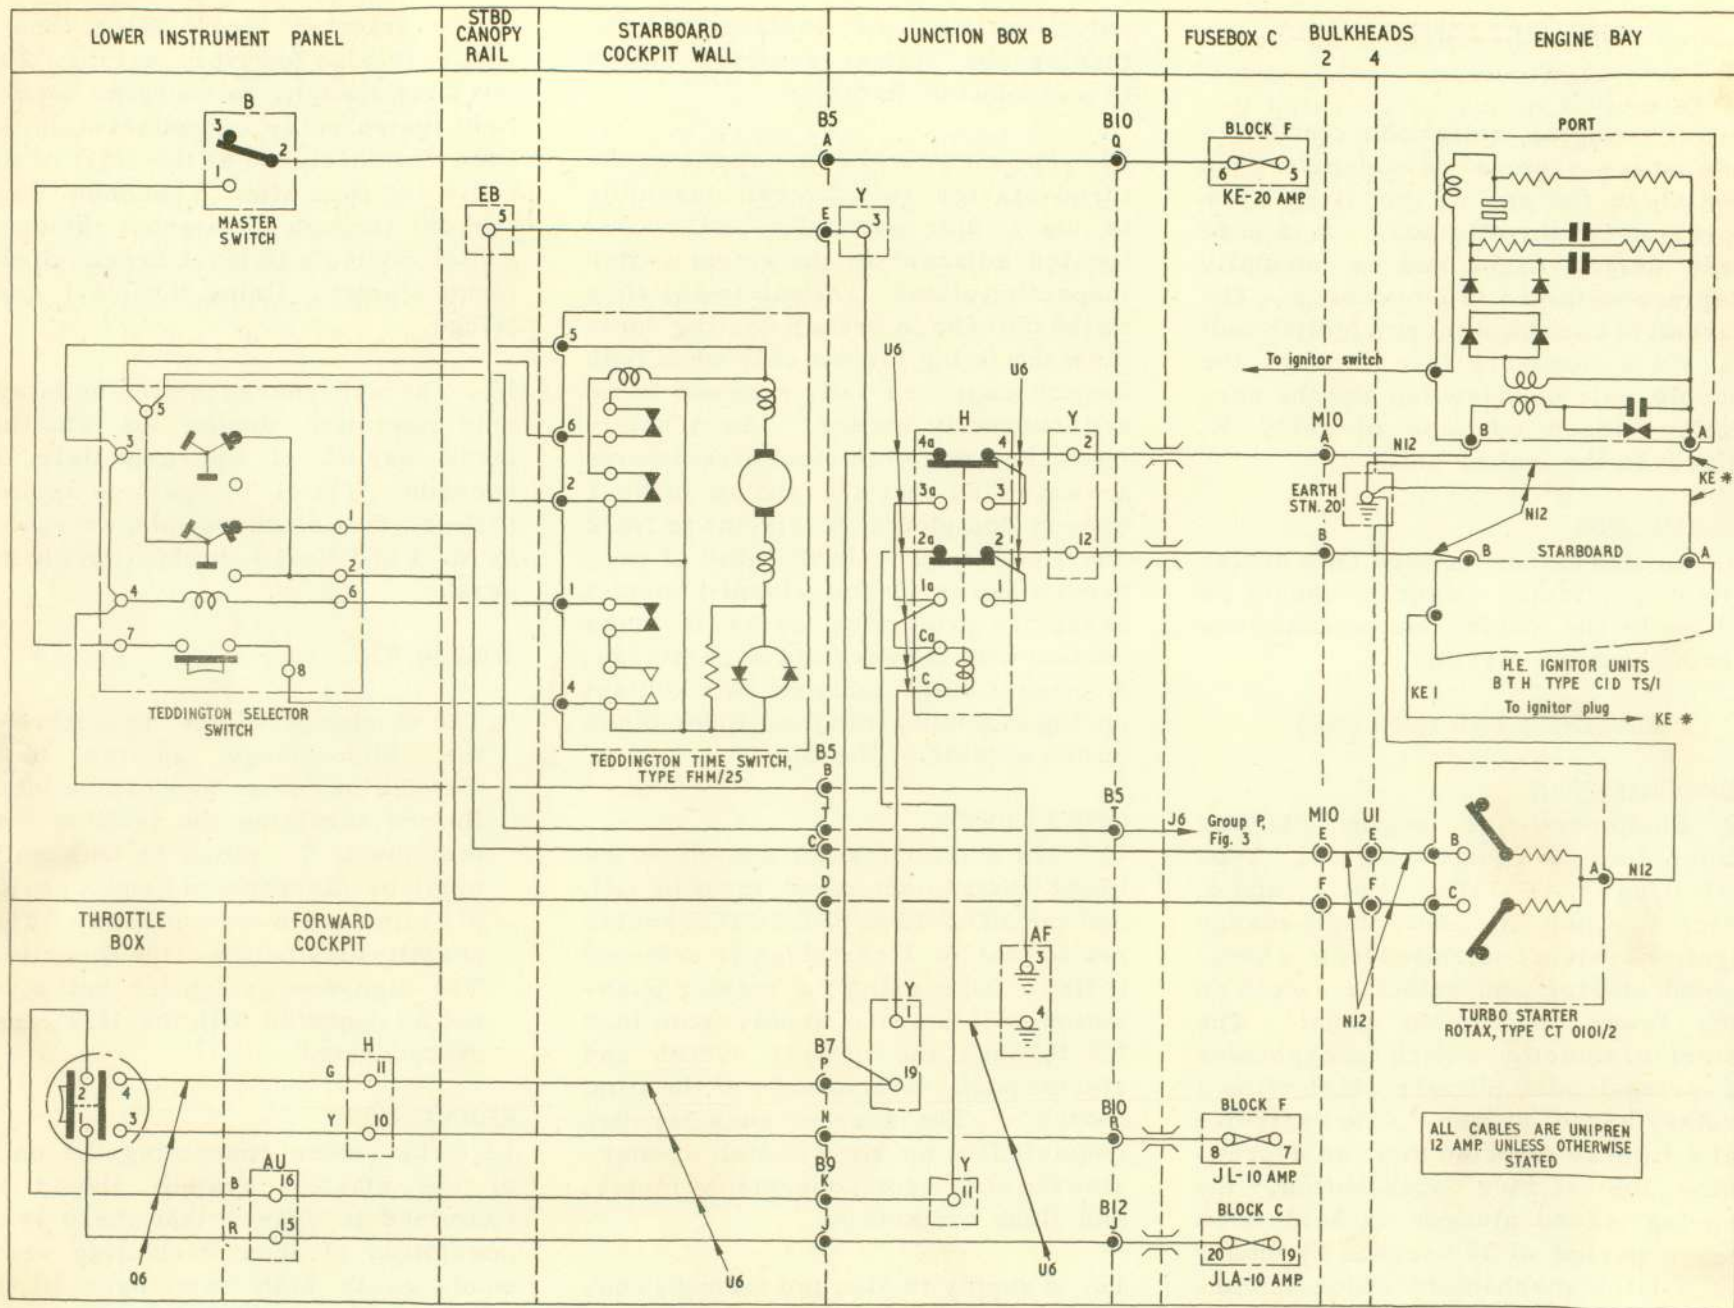 LOWER INSTRUMENT PANEL
STBD
CANOPY
RAIL
STARBOARD
COCKPIT WALL
JUNCTION BOX B
FUSEBOX C
BULKHEADS
2 4
ENGINE BAY
B
3
2
1
MASTER
SWITCH
EB
5
B5
A
E
Y
3
B10
Q
BLOCK F
6 5
KE-20 AMP.
PORT
To ignitor switch
B
A
KE *
5
3
1
2
4
6
7
8
TEDDINGTON SELECTOR
SWITCH
5
6
2
1
4
TEDDINGTON TIME SWITCH,
TYPE FHM/25
U6
U6
H
4a 4
3a 3
2a 2
1a 1
Ca
C
Y
2
12
M10
A
N12
EARTH
STN. 20
N12
B
B
STARBOARD
A
H.E. IGNITOR UNITS
B T H TYPE C1D TS/1
KE 1
To ignitor plug
KE *
B5
B
T
C
D
B5
T
J6
Group P,
Fig. 3
M10
E
F
U1
E
F
B
C
A
N12
N12
TURBO STARTER
ROTAX, TYPE CT 0101/2
THROTTLE
BOX
FORWARD
COCKPIT
2 4
1 3
G
Y
H
11
10
AU
B
16
R
15
Q6
U6
B7
P
N
B9
K
J
Y
1
19
AF
3
4
Y
11
U6
B10
R
B12
J
BLOCK F
8 7
JL-10 AMP.
BLOCK C
20 19
JLA-10 AMP.
ALL CABLES ARE UNIPREN
12 AMP. UNLESS OTHERWISE
STATED